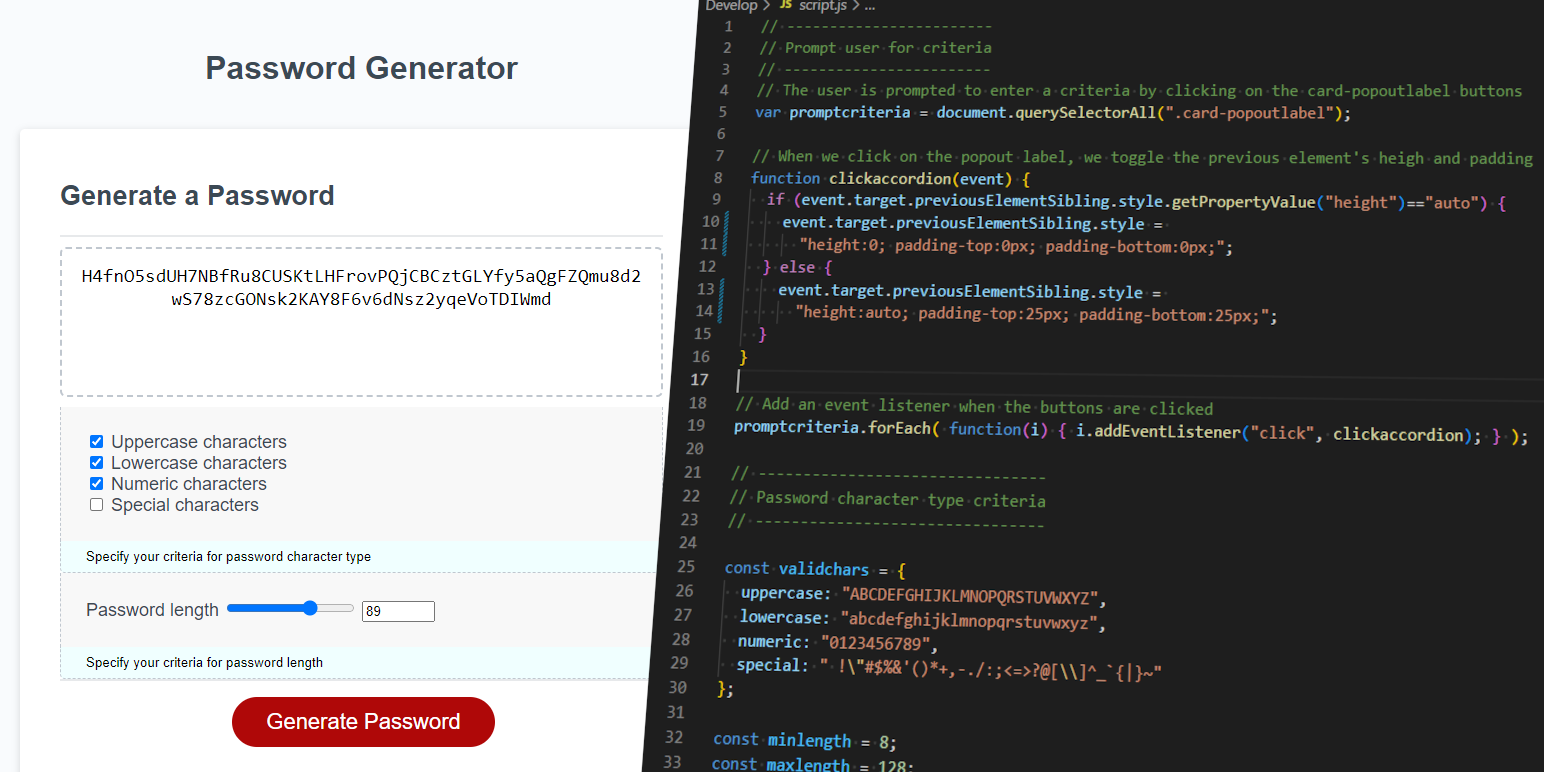 Password Generator
Generate a Password
H4fnO5sdUH7NBfRu8CUSKtLHFrovPQjCBCztGLYfy5aQgFZQmu8d2
wS78zcGONsk2KAY8F6v6dNsz2yqeVoTDIWmd
Uppercase characters
Lowercase characters
Numeric characters
Special characters
Specify your criteria for password character type
Password length 89
Specify your criteria for password length
Generate Password
Develop > JS script.js > ...
1 // ------------------------
2 // Prompt user for criteria
3 // ------------------------
4 // The user is prompted to enter a criteria by clicking on the card-popoutlabel buttons
5 var promptcriteria = document.querySelectorAll(".card-popoutlabel");
6
7 // When we click on the popout label, we toggle the previous element's heigh and padding
8 function clickaccordion(event) {
9 if (event.target.previousElementSibling.style.getPropertyValue("height")=="auto") {
10 event.target.previousElementSibling.style =
11 "height:0; padding-top:0px; padding-bottom:0px;";
12 } else {
13 event.target.previousElementSibling.style =
14 "height:auto; padding-top:25px; padding-bottom:25px;";
15 }
16 }
17
18 // Add an event listener when the buttons are clicked
19 promptcriteria.forEach( function(i) { i.addEventListener("click", clickaccordion); } );
20
21 // -------------------------------
22 // Password character type criteria
23 // -------------------------------
24
25 const validchars = {
26 uppercase: "ABCDEFGHIJKLMNOPQRSTUVWXYZ",
27 lowercase: "abcdefghijklmnopqrstuvwxyz",
28 numeric: "0123456789",
29 special: " !\"#$%&'()*+,-./:;<=>?@[\\]^_`{|}~"
30 };
31
32 const minlength = 8;
33 const maxlength = 128;